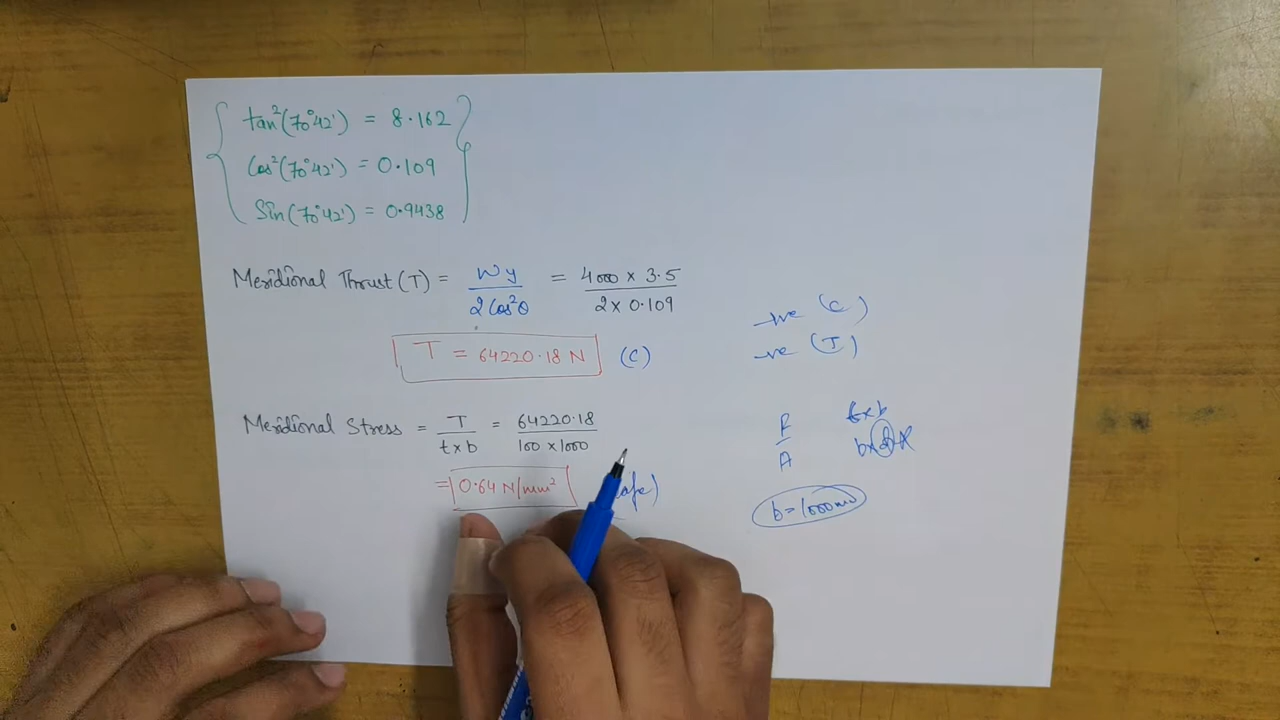 tan²(70°42') = 8.162
Cos²(70°42') = 0.109
Sin(70°42') = 0.9438
Meridional Thrust (T) = Wy / 2 Cos²θ = 4000 × 3.5 / 2 × 0.109
T = 64220.18 N (C)
+ve (C)
-ve (T)
Meridional Stress = T / t×b = 64220.18 / 100 × 1000
= 0.64 N/mm²
P / A
t×b
b×d
b = 1000mm